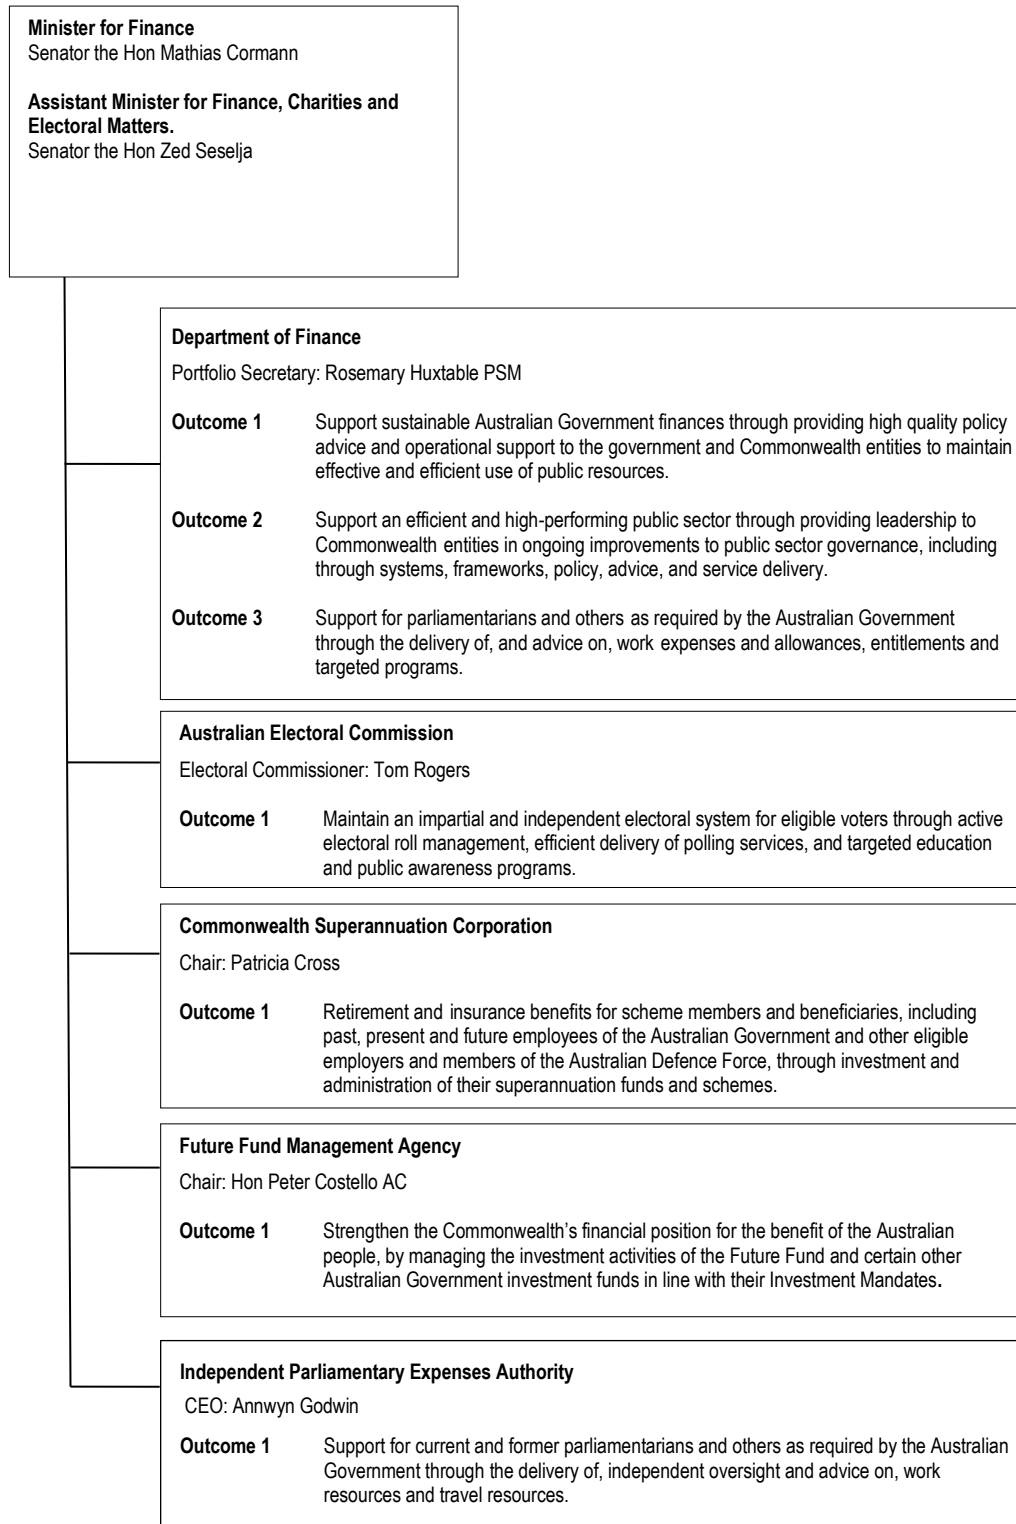 Minister for Finance
Senator the Hon Mathias Cormann
Assistant Minister for Finance, Charities and
Electoral Matters.
Senator the Hon Zed Seselja
Department of Finance
Portfolio Secretary: Rosemary Huxtable PSM
Outcome 1 Support sustainable Australian Government finances through providing high quality policy
advice and operational support to the government and Commonwealth entities to maintain
effective and efficient use of public resources.
Outcome 2 Support an efficient and high-performing public sector through providing leadership to
Commonwealth entities in ongoing improvements to public sector governance, including
through systems, frameworks, policy, advice, and service delivery.
Outcome 3 Support for parliamentarians and others as required by the Australian Government
through the delivery of, and advice on, work expenses and allowances, entitlements and
targeted programs.
Australian Electoral Commission
Electoral Commissioner: Tom Rogers
Outcome 1 Maintain an impartial and independent electoral system for eligible voters through active
electoral roll management, efficient delivery of polling services, and targeted education
and public awareness programs.
Commonwealth Superannuation Corporation
Chair: Patricia Cross
Outcome 1 Retirement and insurance benefits for scheme members and beneficiaries, including
past, present and future employees of the Australian Government and other eligible
employers and members of the Australian Defence Force, through investment and
administration of their superannuation funds and schemes.
Future Fund Management Agency
Chair: Hon Peter Costello AC
Outcome 1 Strengthen the Commonwealth's financial position for the benefit of the Australian
people, by managing the investment activities of the Future Fund and certain other
Australian Government investment funds in line with their Investment Mandates.
Independent Parliamentary Expenses Authority
CEO: Annwyn Godwin
Outcome 1 Support for current and former parliamentarians and others as required by the Australian
Government through the delivery of, independent oversight and advice on, work
resources and travel resources.